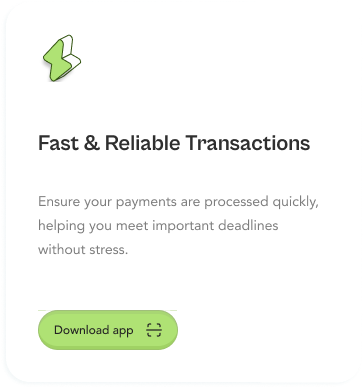 Fast & Reliable Transactions
Ensure your payments are processed quickly,
helping you meet important deadlines
without stress.
Download app